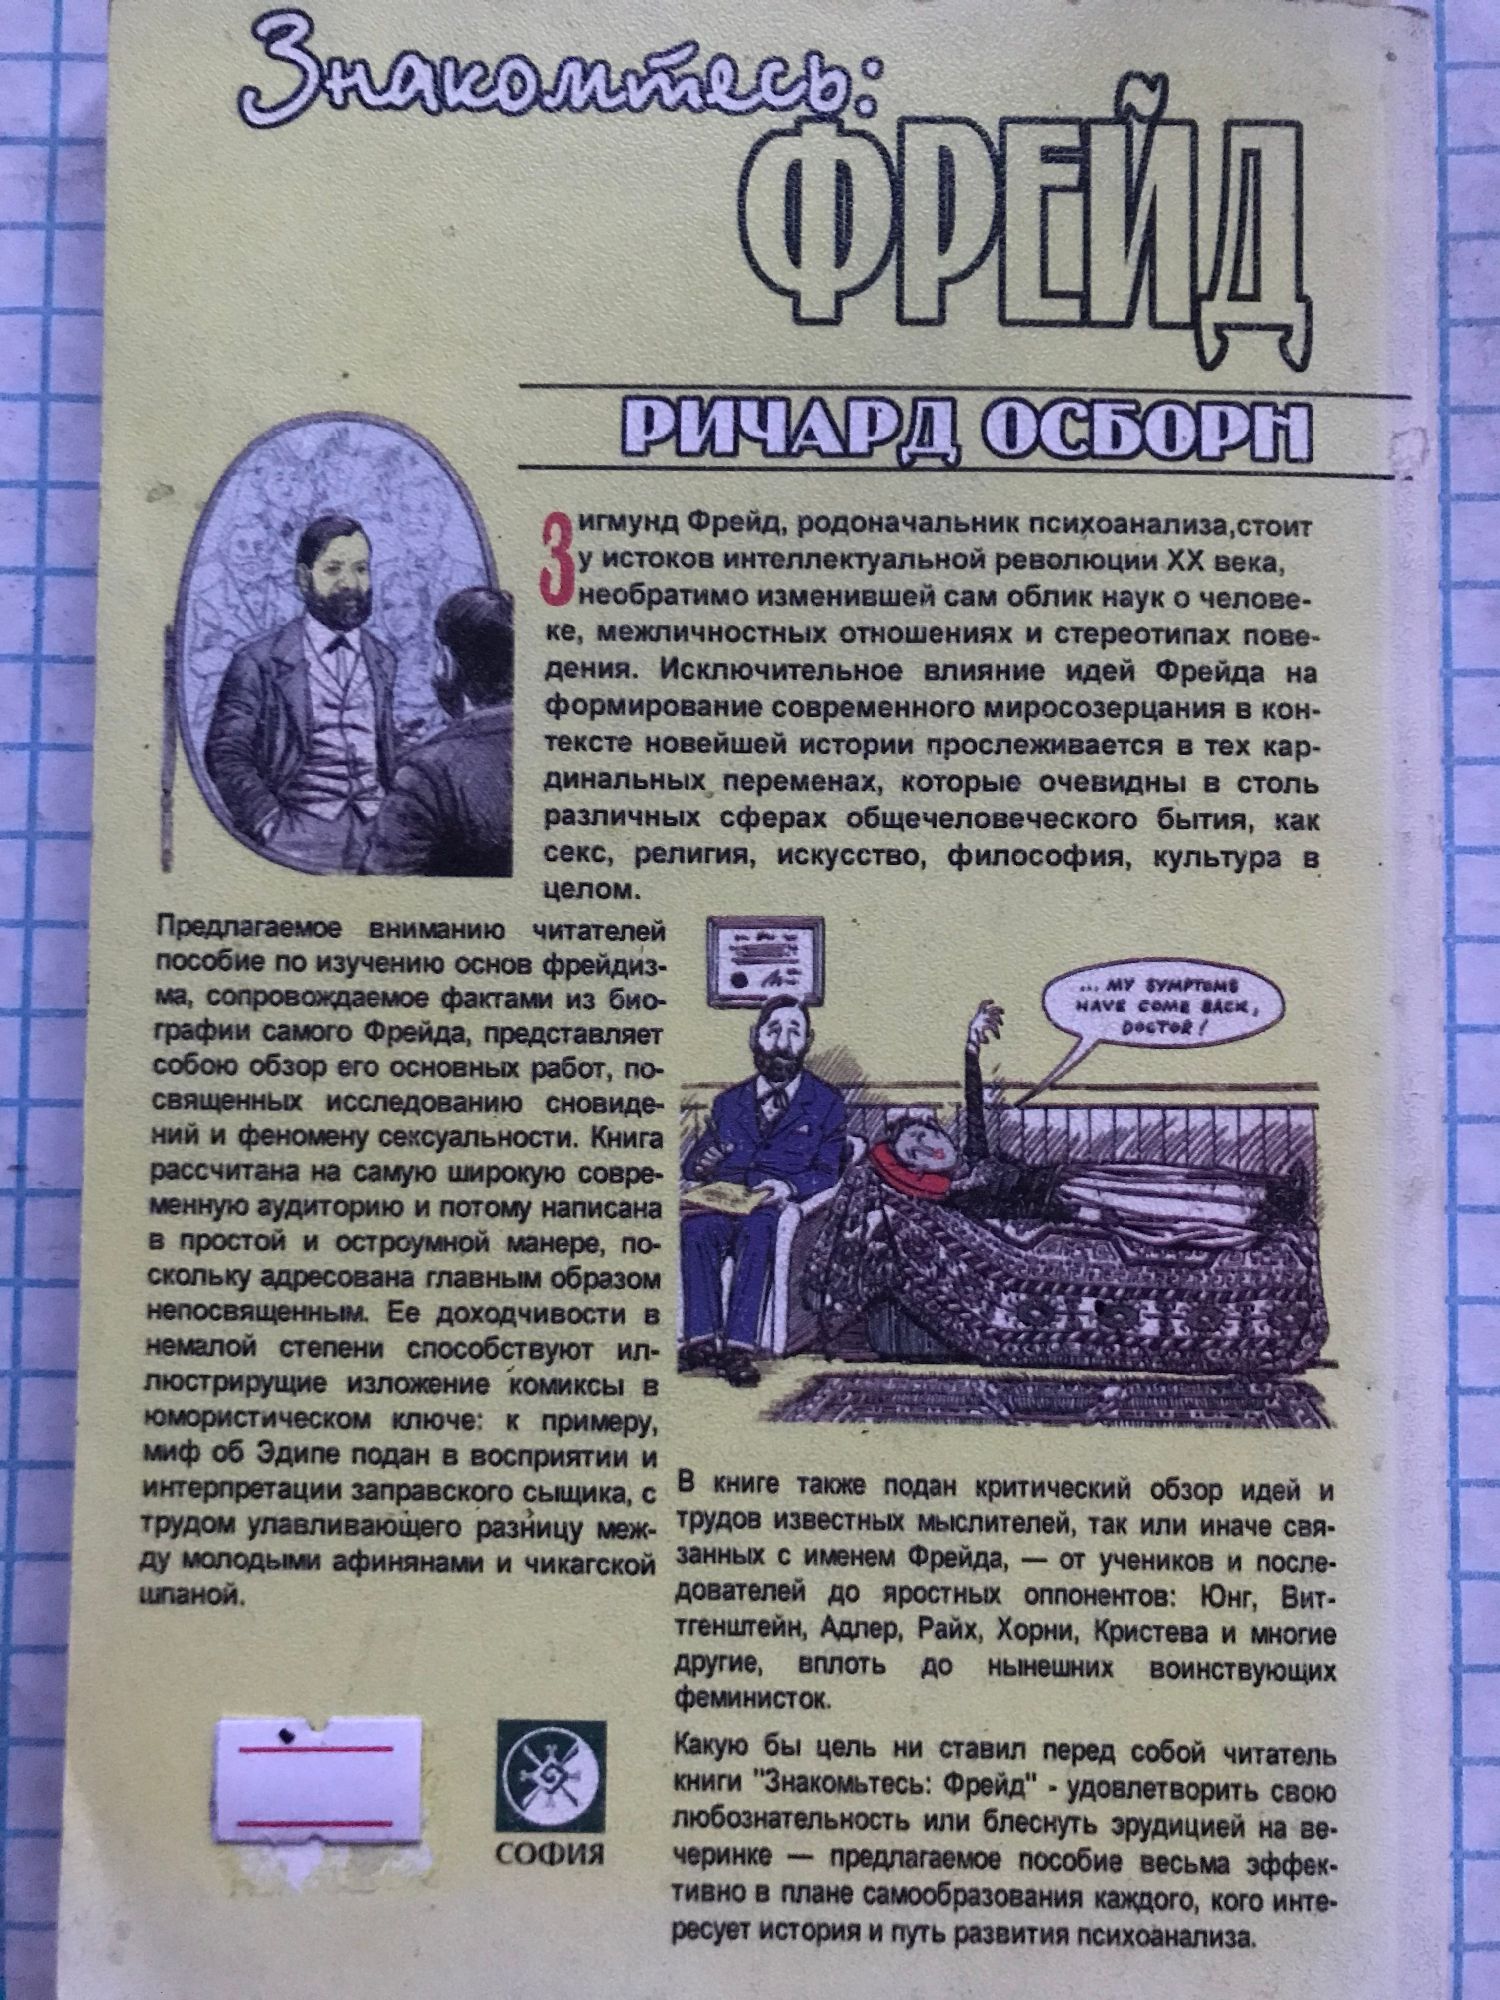 Знакомтесь:
ФРЕЙД
РИЧАРД ОСБОРН
Зигмунд Фрейд, родоначальник психоанализа,стоит
у истоков интеллектуальной революции XX века,
необратимо изменившей сам облик наук о челове-
ке, межличностных отношениях и стереотипах пове-
дения. Исключительное влияние идей Фрейда на
формирование современного миросозерцания в кон-
тексте новейшей истории прослеживается в тех кар-
динальных переменах, которые очевидны в столь
различных сферах общечеловеческого бытия, как
секс, религия, искусство, философия, культура в
целом.
Предлагаемое вниманию читателей
пособие по изучению основ фрейдиз-
ма, сопровождаемое фактами из био-
графии самого Фрейда, представляет
собою обзор его основных работ, по-
священных исследованию сновиде-
ний и феномену сексуальности. Книга
рассчитана на самую широкую совре-
менную аудиторию и потому написана
в простой и остроумной манере, по-
скольку адресована главным образом
непосвященным. Ее доходчивости в
немалой степени способствуют ил-
люстрирущие изложение комиксы в
юмористическом ключе: к примеру,
миф об Эдипе подан в восприятии и
интерпретации заправского сыщика, с
трудом улавливающего разницу меж-
ду молодыми афинянами и чикагской
шпаной.
... MY SYMPTOMS
HAVE COME BACK,
DOCTOR!
В книге также подан критический обзор идей и
трудов известных мыслителей, так или иначе свя-
занных с именем Фрейда, — от учеников и после-
дователей до яростных оппонентов: Юнг, Вит-
тгенштейн, Адлер, Райх, Хорни, Кристева и многие
другие, вплоть до нынешних воинствующих
феминисток.
Какую бы цель ни ставил перед собой читатель
книги "Знакомьтесь: Фрейд" - удовлетворить свою
любознательность или блеснуть эрудицией на ве-
черинке — предлагаемое пособие весьма эффек-
тивно в плане самообразования каждого, кого инте-
ресует история и путь развития психоанализа.
СОФИЯ